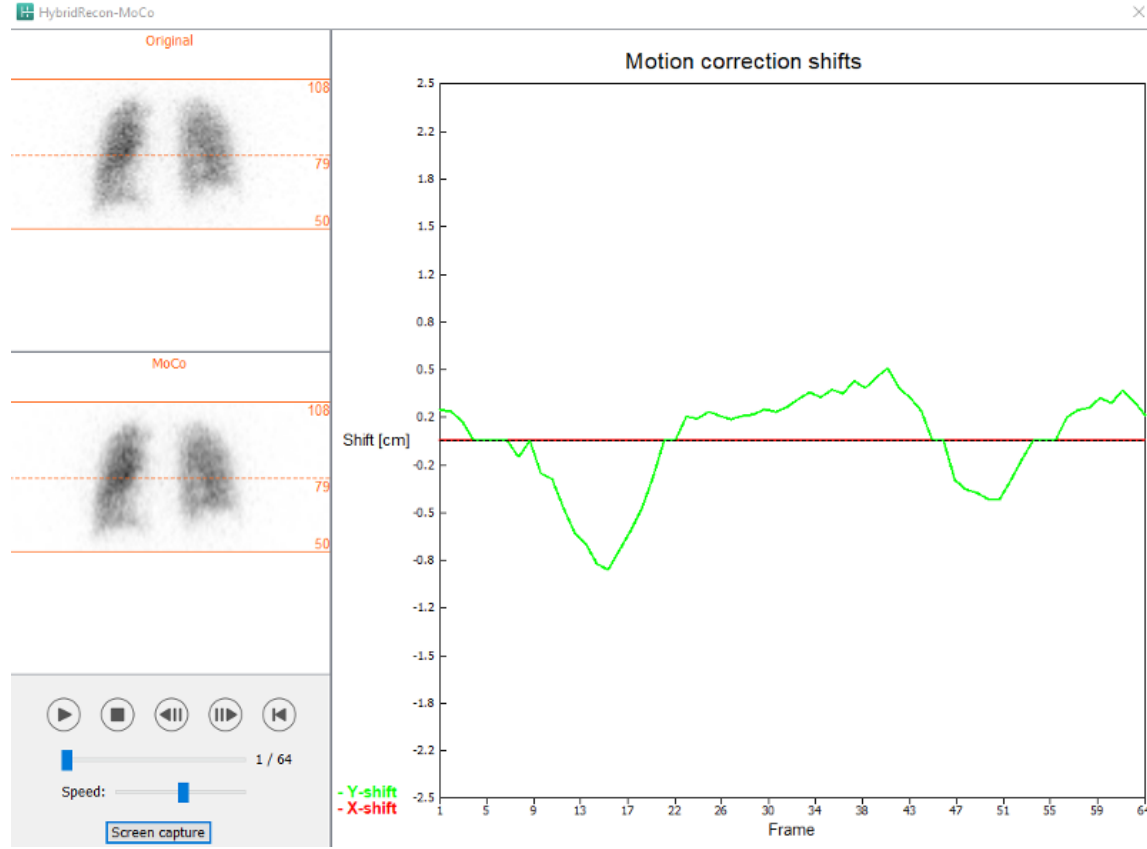 HybridRecon-MoCo
Original
108
79
50
MoCo
108
79
50
1 / 64
Speed:
Screen capture
Motion correction shifts
2.5
2.2
1.8
1.5
1.2
0.8
0.5
0.2
Shift [cm]
-0.2
-0.5
-0.8
-1.2
-1.5
-1.8
-2.2
-2.5
- Y-shift
- X-shift
1 5 9 13 17 22 26 30 34 38 43 47 51 55 59 64
Frame